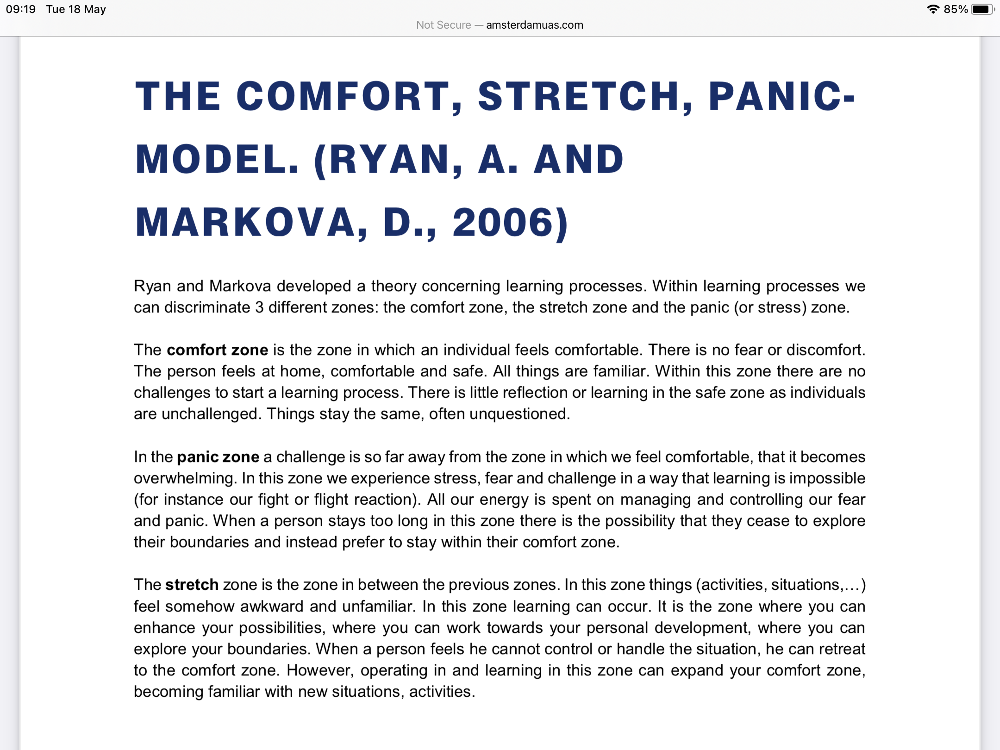 09:19 Tue 18 May
85%
Not Secure — amsterdamuas.com
THE COMFORT, STRETCH, PANIC-
MODEL. (RYAN, A. AND
MARKOVA, D., 2006)
Ryan and Markova developed a theory concerning learning processes. Within learning processes we
can discriminate 3 different zones: the comfort zone, the stretch zone and the panic (or stress) zone.
The comfort zone is the zone in which an individual feels comfortable. There is no fear or discomfort.
The person feels at home, comfortable and safe. All things are familiar. Within this zone there are no
challenges to start a learning process. There is little reflection or learning in the safe zone as individuals
are unchallenged. Things stay the same, often unquestioned.
In the panic zone a challenge is so far away from the zone in which we feel comfortable, that it becomes
overwhelming. In this zone we experience stress, fear and challenge in a way that learning is impossible
(for instance our fight or flight reaction). All our energy is spent on managing and controlling our fear
and panic. When a person stays too long in this zone there is the possibility that they cease to explore
their boundaries and instead prefer to stay within their comfort zone.
The stretch zone is the zone in between the previous zones. In this zone things (activities, situations,...)
feel somehow awkward and unfamiliar. In this zone learning can occur. It is the zone where you can
enhance your possibilities, where you can work towards your personal development, where you can
explore your boundaries. When a person feels he cannot control or handle the situation, he can retreat
to the comfort zone. However, operating in and learning in this zone can expand your comfort zone,
becoming familiar with new situations, activities.